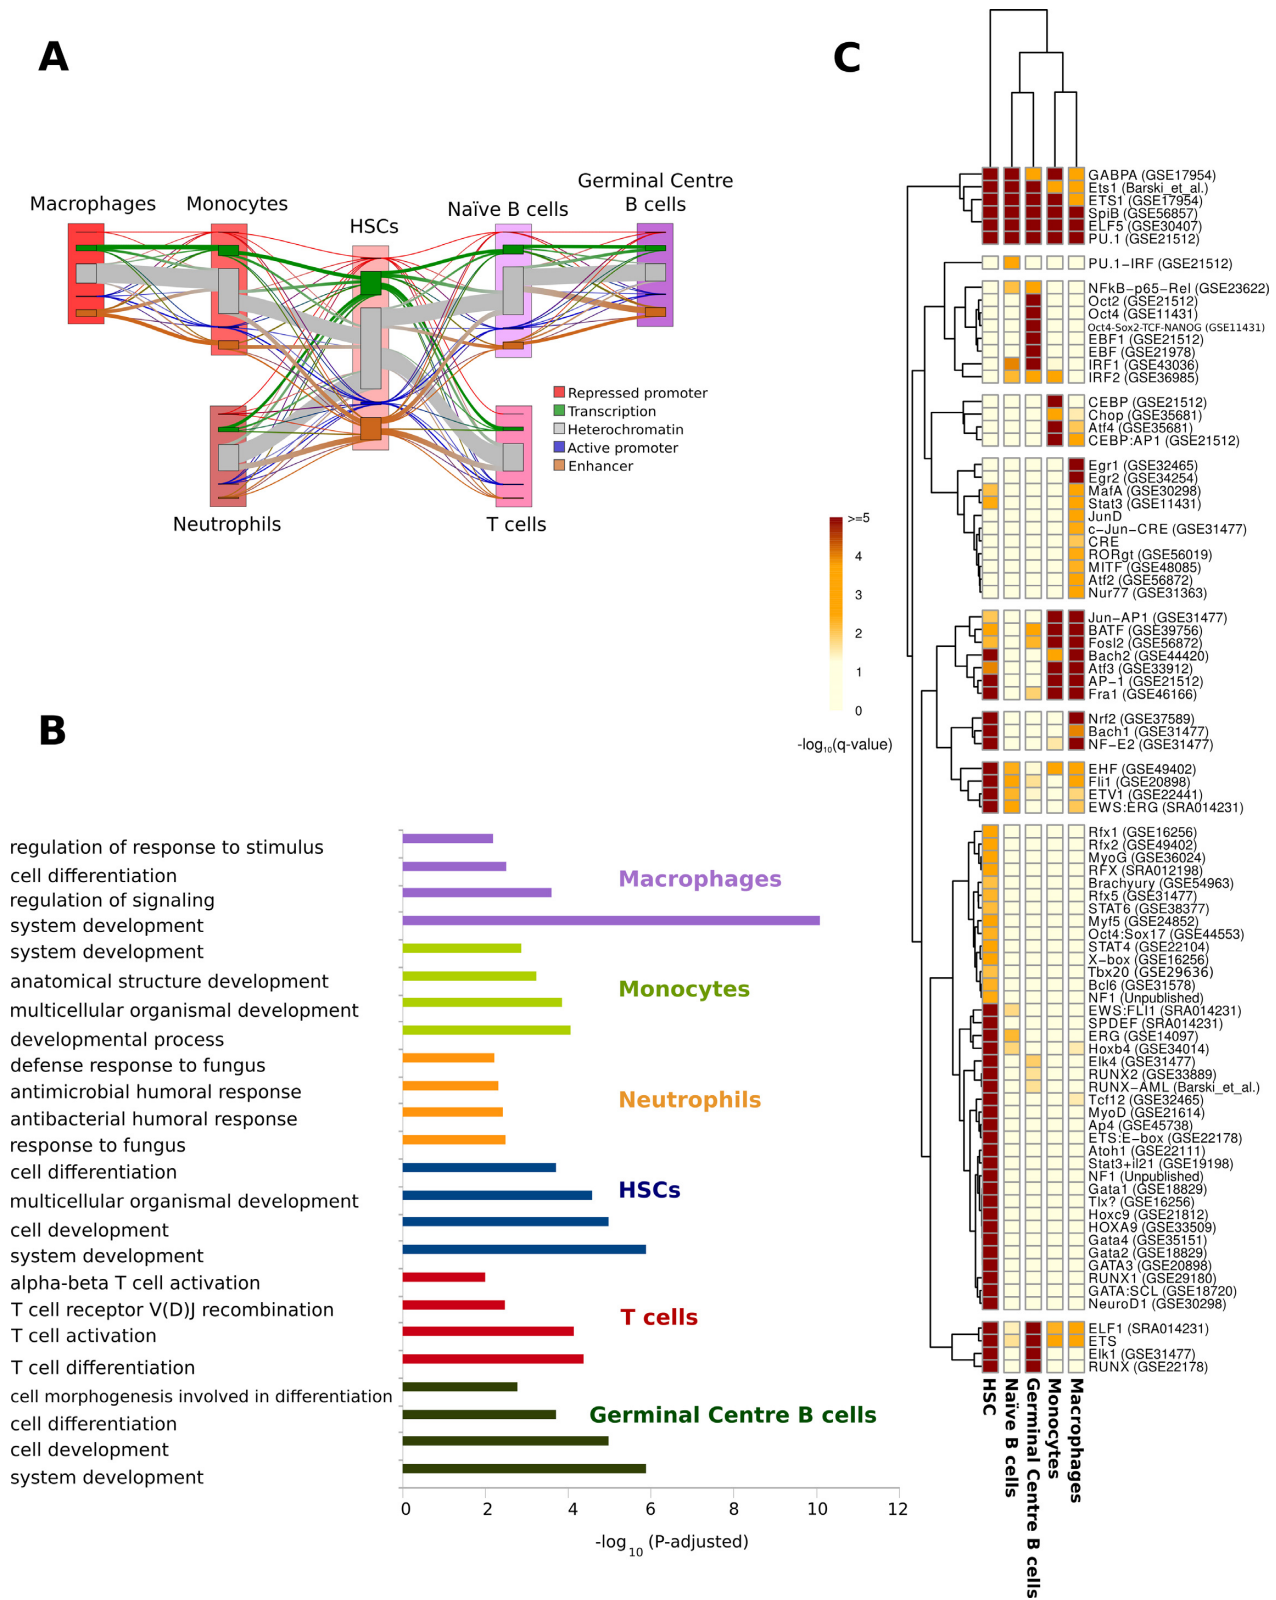 A
Macrophages
Monocytes
HSCs
Naïve B cells
Germinal Centre
B cells
Neutrophils
T cells
Repressed promoter
Transcription
Heterochromatin
Active promoter
Enhancer
B
regulation of response to stimulus
cell differentiation
regulation of signaling
system development
system development
anatomical structure development
multicellular organismal development
developmental process
defense response to fungus
antimicrobial humoral response
antibacterial humoral response
response to fungus
cell differentiation
multicellular organismal development
cell development
system development
alpha-beta T cell activation
T cell receptor V(D)J recombination
T cell activation
T cell differentiation
cell morphogenesis involved in differentiation
cell differentiation
cell development
system development
Macrophages
Monocytes
Neutrophils
HSCs
T cells
Germinal Centre B cells
0 2 4 6 8 10 12
-log10 (P-adjusted)
C
>=5
4
3
2
1
0
-log10(q-value)
GABPA (GSE17954)
Ets1 (Barski_et_al.)
ETS1 (GSE17954)
SpiB (GSE56857)
ELF5 (GSE30407)
PU.1 (GSE21512)
PU.1−IRF (GSE21512)
NFkB−p65−Rel (GSE23622)
Oct2 (GSE21512)
Oct4 (GSE11431)
Oct4-Sox2-TCF-NANOG (GSE11431)
EBF1 (GSE21512)
EBF (GSE21978)
IRF1 (GSE43036)
IRF2 (GSE36985)
CEBP (GSE21512)
Chop (GSE35681)
Atf4 (GSE35681)
CEBP:AP1 (GSE21512)
Egr1 (GSE32465)
Egr2 (GSE34254)
MafA (GSE30298)
Stat3 (GSE11431)
JunD
c−Jun−CRE (GSE31477)
CRE
RORgt (GSE56019)
MITF (GSE48085)
Atf2 (GSE56872)
Nur77 (GSE31363)
Jun−AP1 (GSE31477)
BATF (GSE39756)
Fosl2 (GSE56872)
Bach2 (GSE44420)
Atf3 (GSE33912)
AP−1 (GSE21512)
Fra1 (GSE46166)
Nrf2 (GSE37589)
Bach1 (GSE31477)
NF−E2 (GSE31477)
EHF (GSE49402)
Fli1 (GSE20898)
ETV1 (GSE22441)
EWS:ERG (SRA014231)
Rfx1 (GSE16256)
Rfx2 (GSE49402)
MyoG (GSE36024)
RFX (SRA012198)
Brachyury (GSE54963)
Rfx5 (GSE31477)
STAT6 (GSE38377)
Myf5 (GSE24852)
Oct4:Sox17 (GSE44553)
STAT4 (GSE22104)
X−box (GSE16256)
Tbx20 (GSE29636)
Bcl6 (GSE31578)
NF1 (Unpublished)
EWS:FLI1 (SRA014231)
SPDEF (SRA014231)
ERG (GSE14097)
Hoxb4 (GSE34014)
Elk4 (GSE31477)
RUNX2 (GSE33889)
RUNX−AML (Barski_et_al.)
Tcf12 (GSE32465)
MyoD (GSE21614)
Ap4 (GSE45738)
ETS:E−box (GSE22178)
Atoh1 (GSE22111)
Stat3+il21 (GSE19198)
NF1 (Unpublished)
Gata1 (GSE18829)
Tlx? (GSE16256)
Hoxc9 (GSE21812)
HOXA9 (GSE33509)
Gata4 (GSE35151)
Gata2 (GSE18829)
GATA3 (GSE20898)
RUNX1 (GSE29180)
GATA:SCL (GSE18720)
NeuroD1 (GSE30298)
ELF1 (SRA014231)
ETS
Elk1 (GSE31477)
RUNX (GSE22178)
HSC
Naïve B cells
Germinal Centre B cells
Monocytes
Macrophages